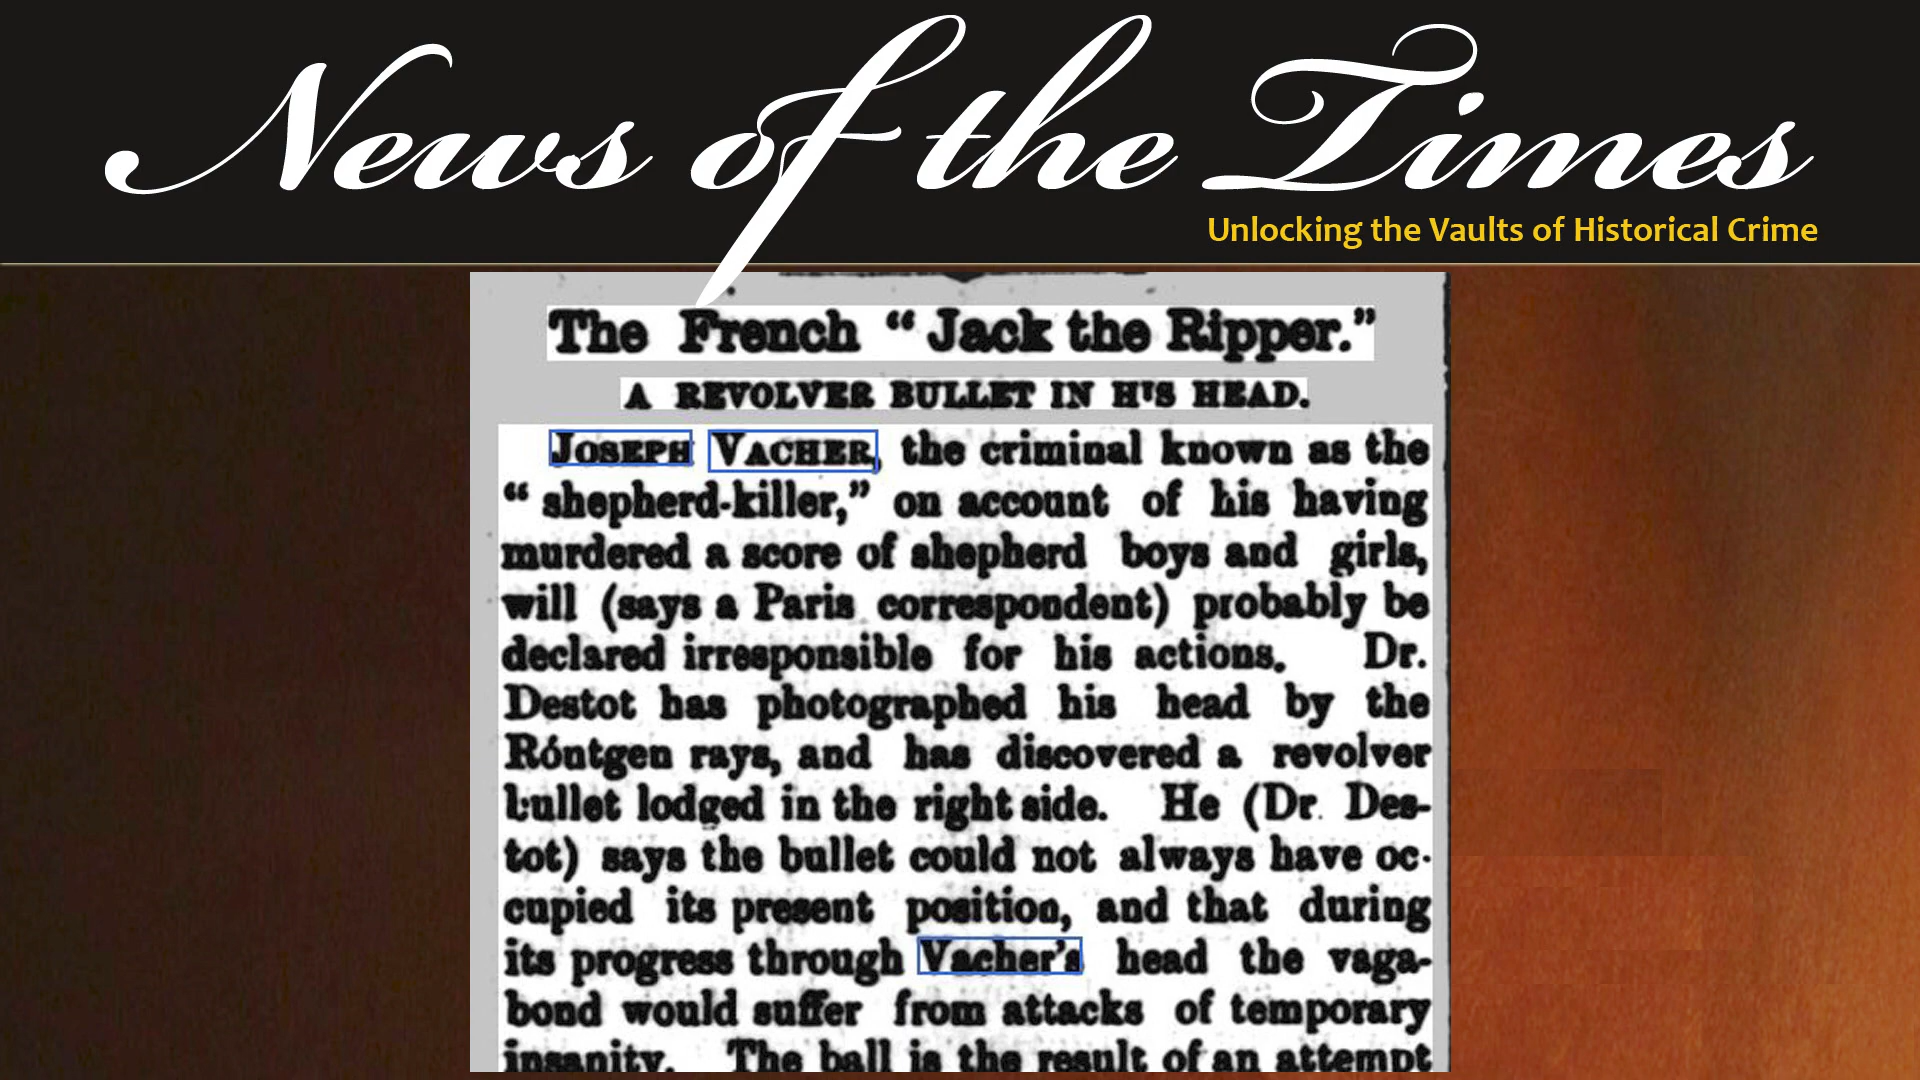 News of the Times
Unlocking the Vaults of Historical Crime
The French “Jack the Ripper.”
A REVOLVER BULLET IN HIS HEAD.
JOSEPH VACHER, the criminal known as the
“shepherd-killer,” on account of his having
murdered a score of shepherd boys and girls,
will (says a Paris correspondent) probably be
declared irresponsible for his actions. Dr.
Destot has photographed his head by the
Róntgen rays, and has discovered a revolver
bullet lodged in the right side. He (Dr. Des-
tot) says the bullet could not always have oc-
cupied its present position, and that during
its progress through Vacher’s head the vaga-
bond would suffer from attacks of temporary
insanity. The ball is the result of an attempt